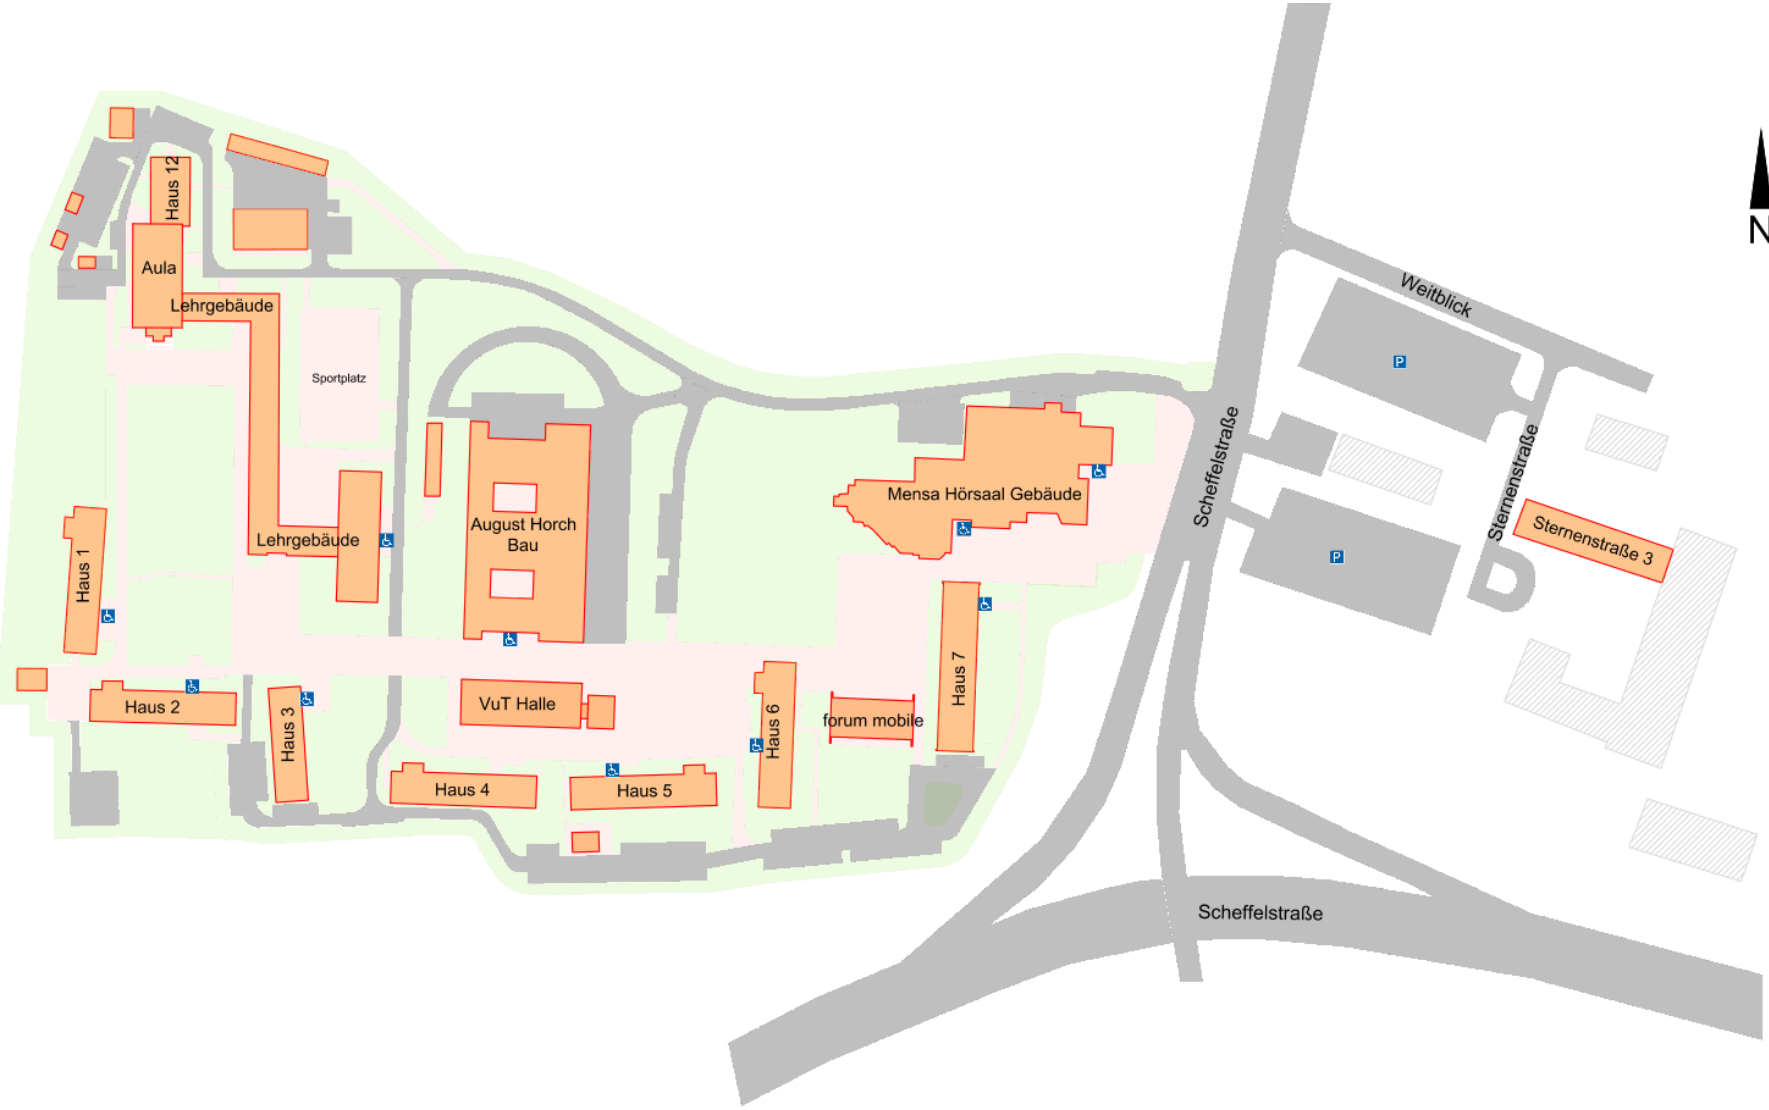 Haus 12
Aula
Lehrgebäude
Weitblick
N
Sportplatz
P
Scheffelstraße
Sternenstraße
Mensa Hörsaal Gebäude
August Horch
Bau
Lehrgebäude
Sternenstraße 3
P
Haus 1
Haus 7
Haus 2
VuT Halle
Haus 3
Haus 6
forum mobile
Haus 4
Haus 5
Scheffelstraße